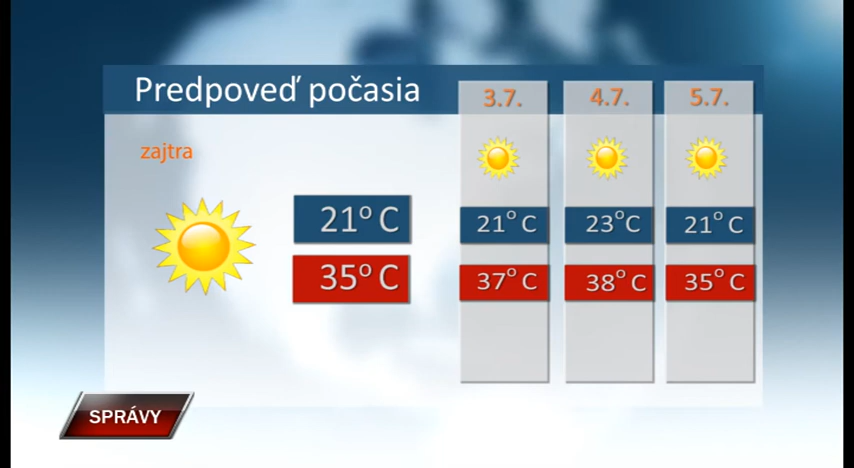 Predpoveď počasia
zajtra
21° C
35° C
3.7.
21° C
37° C
4.7.
23°C
38° C
5.7.
21° C
35° C
SPRÁVY